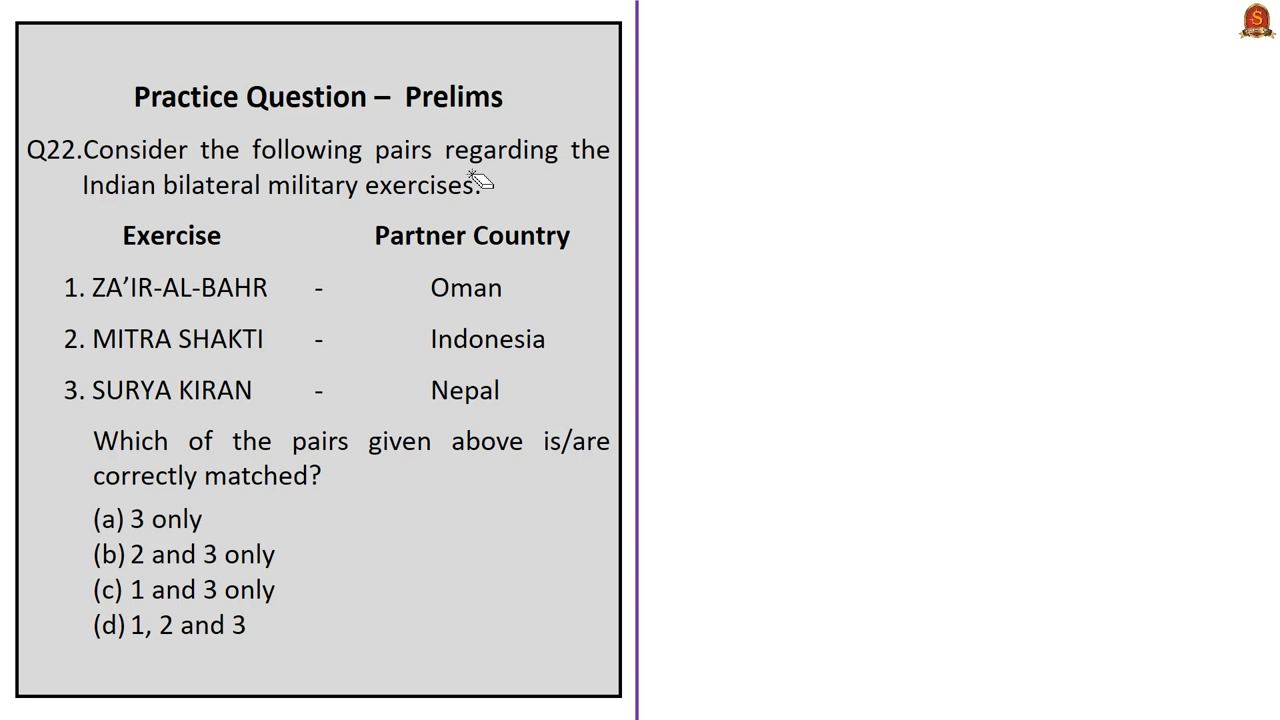 Practice Question – Prelims
Q22.Consider the following pairs regarding the
Indian bilateral military exercises.
Exercise Partner Country
1. ZA’IR-AL-BAHR - Oman
2. MITRA SHAKTI - Indonesia
3. SURYA KIRAN - Nepal
Which of the pairs given above is/are
correctly matched?
(a) 3 only
(b) 2 and 3 only
(c) 1 and 3 only
(d) 1, 2 and 3
S